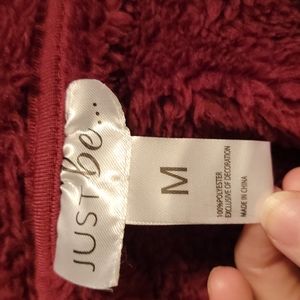 JUST be...
M
100%POLYESTER
EXCLUSIVE OF DECORATION
MADE IN CHINA